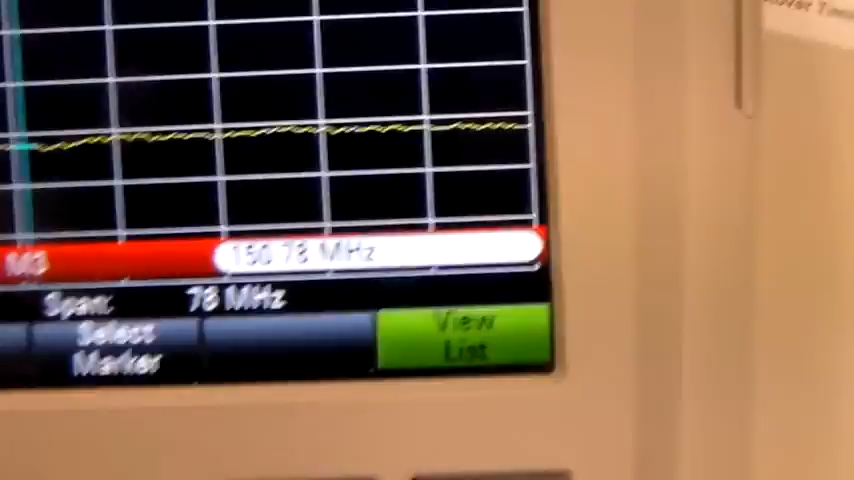 M3 150.78 MHz
Span: 78 MHz
Select
Marker
View
List